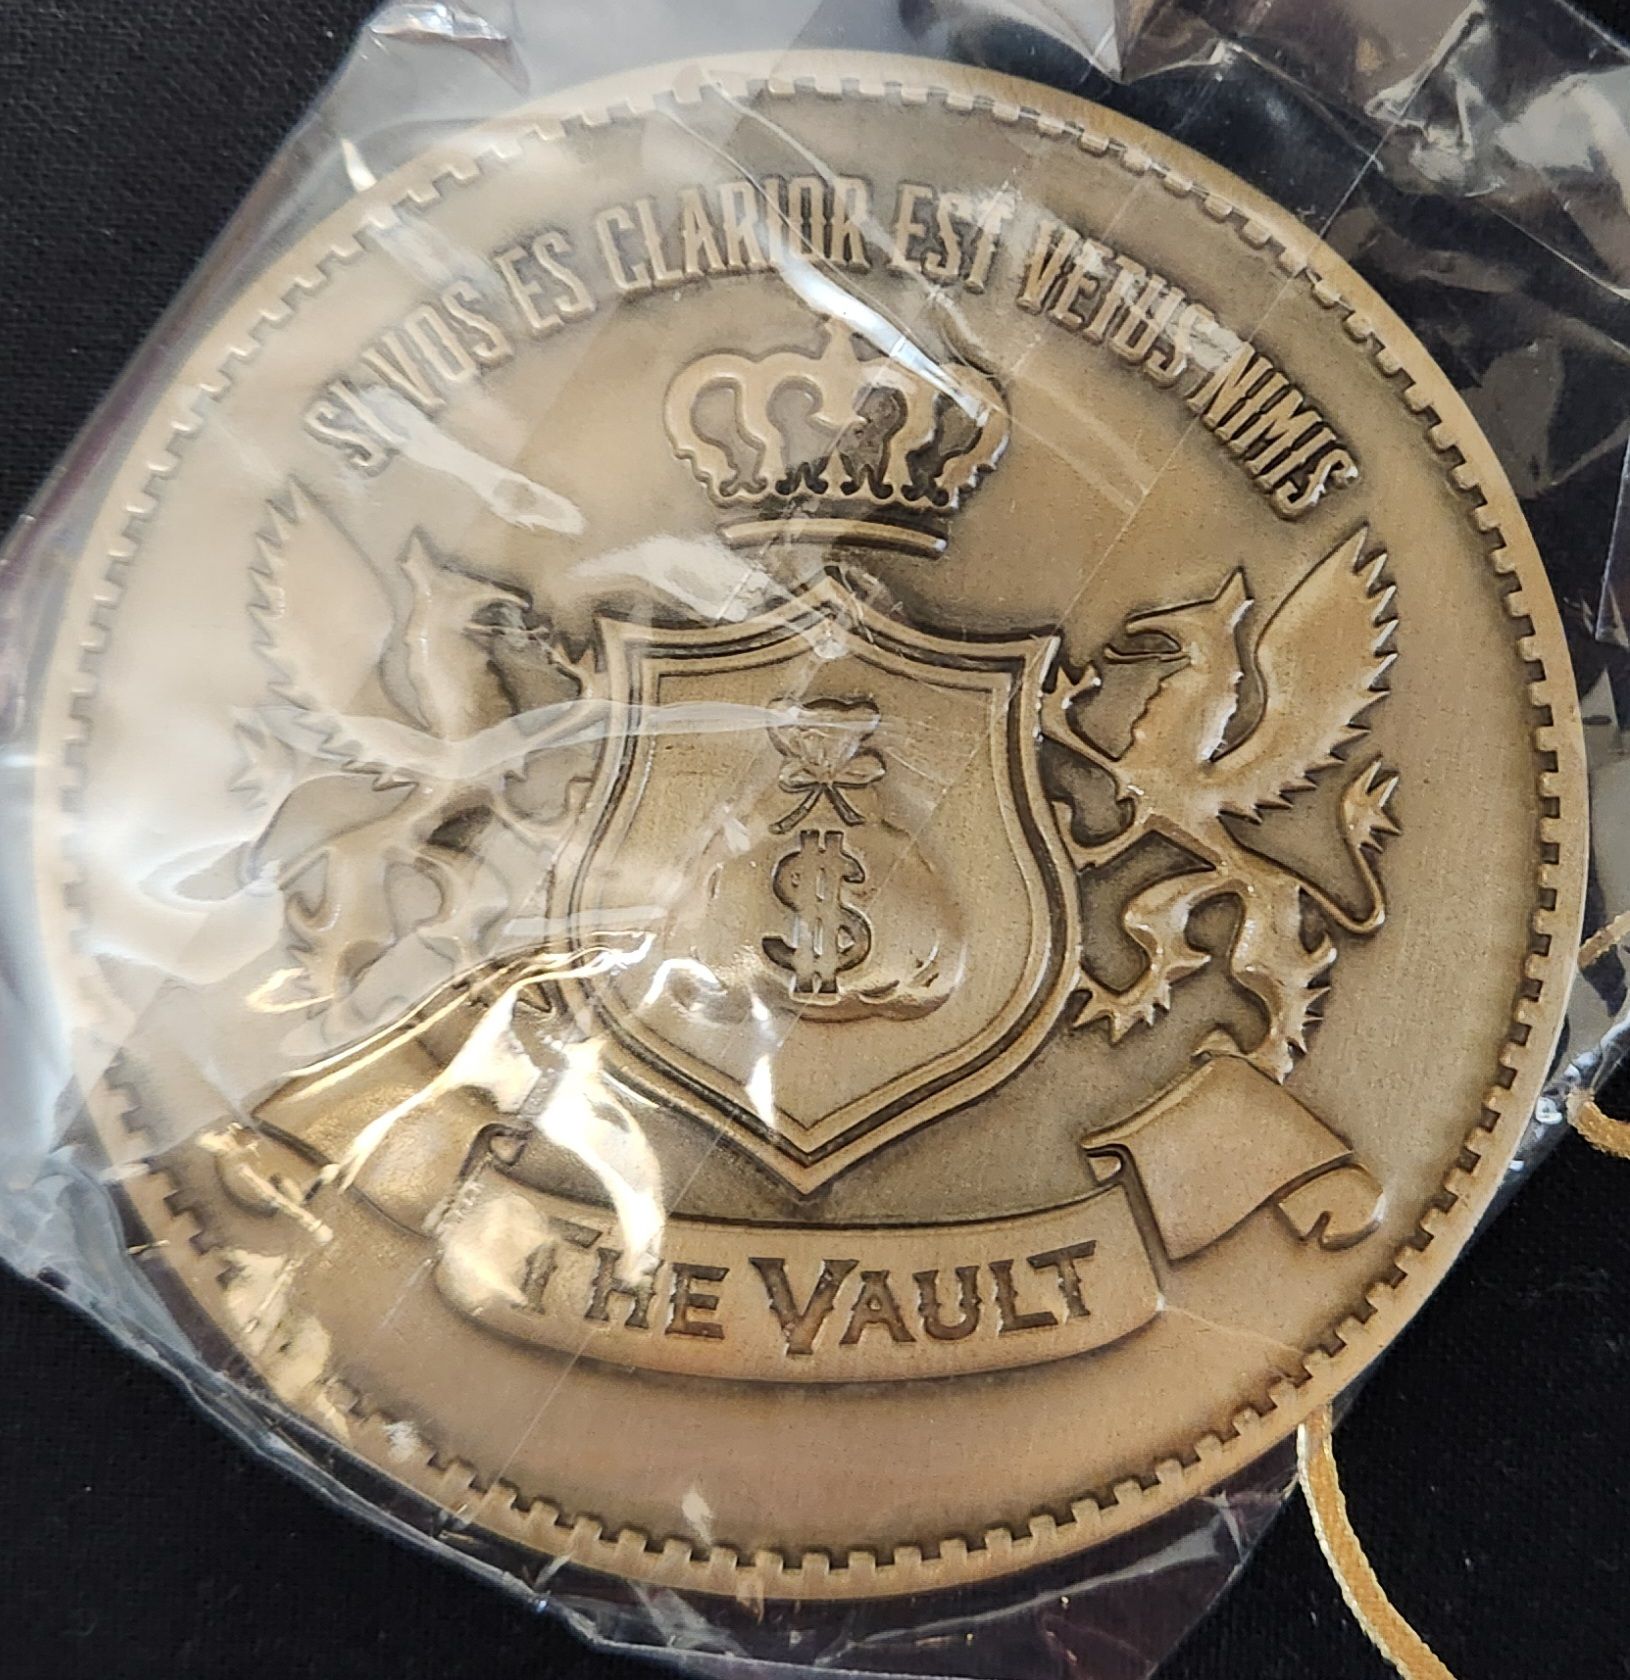 SI VOS ES CLARIOR EST VETUS NIMIS
$
THE VAULT